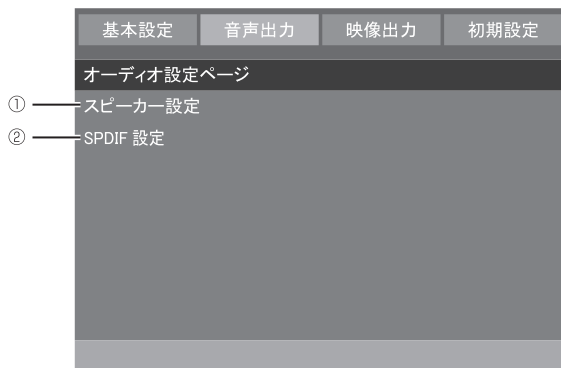 基本設定 音声出力 映像出力 初期設定
オーディオ設定ページ
① スピーカー設定
② SPDIF 設定